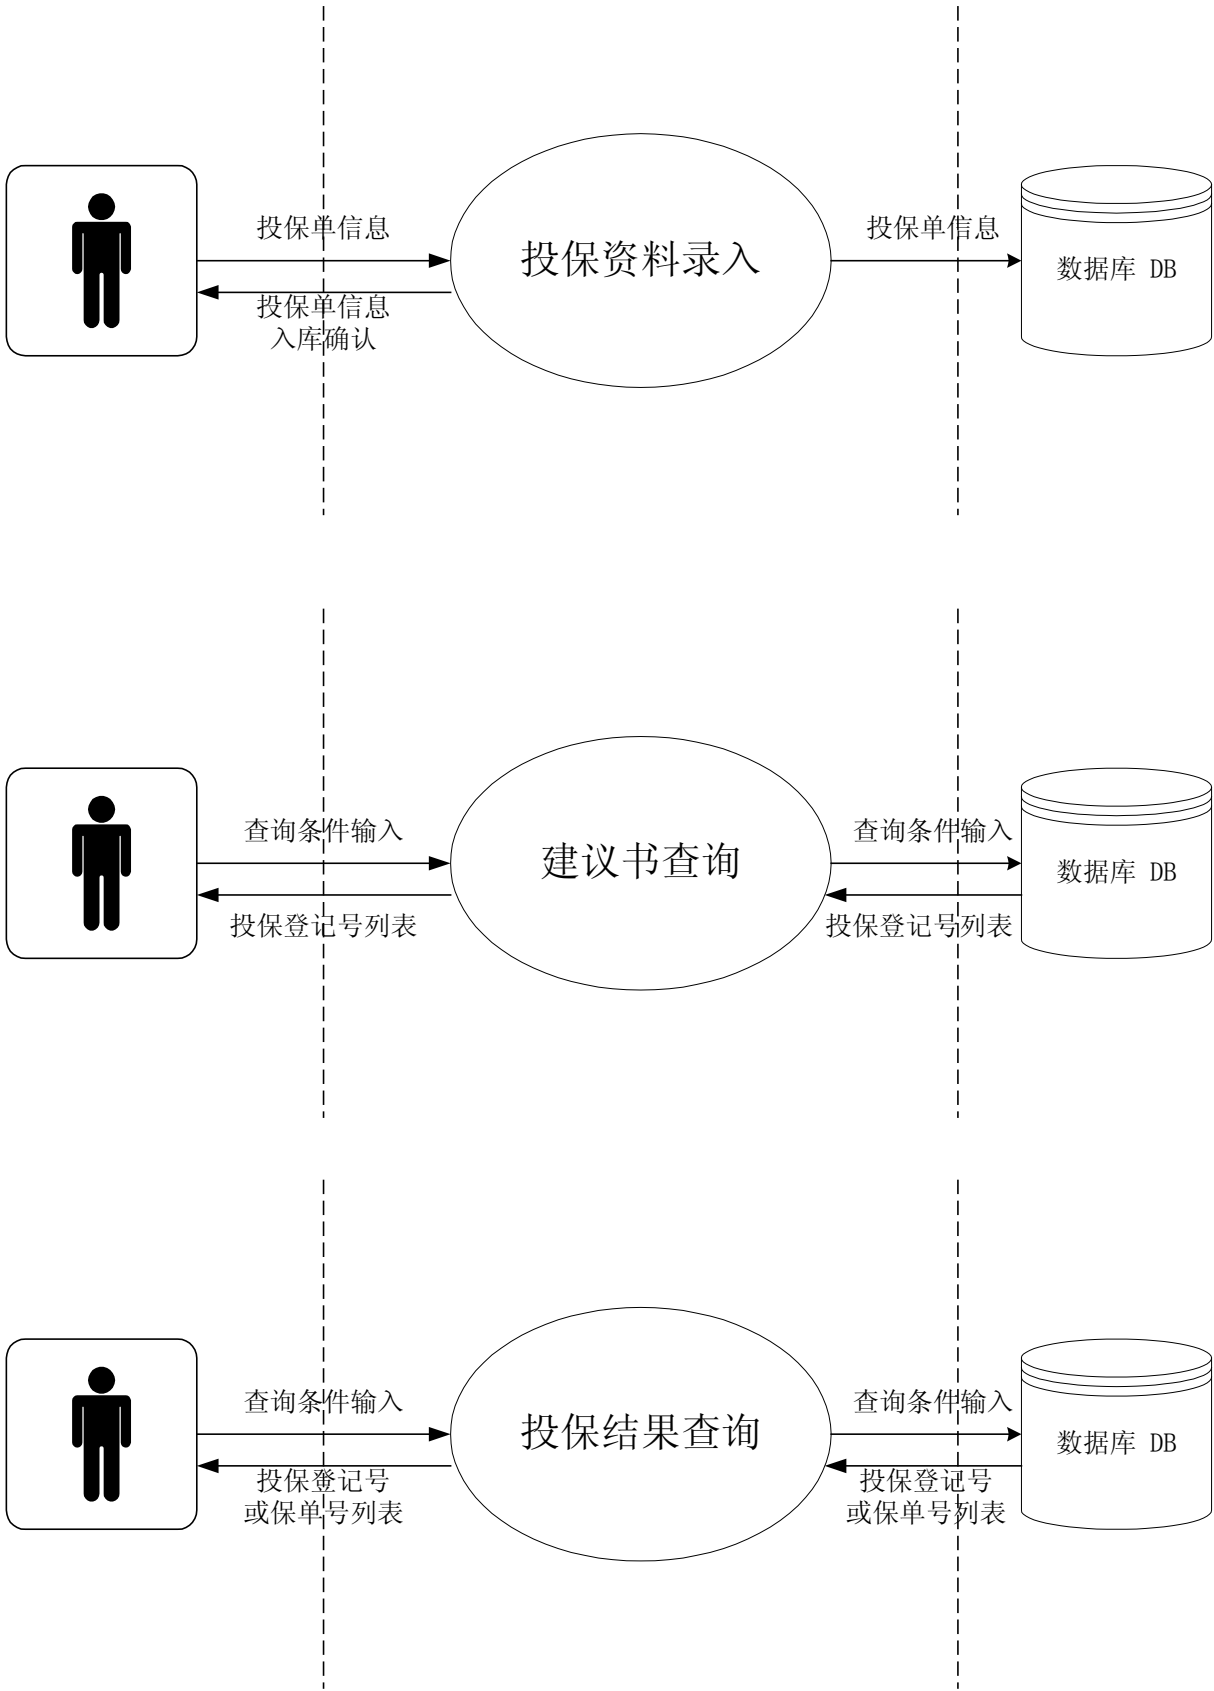 投保单信息
投保单信息
投保资料录入
数据库 DB
投保单信息
入库确认
查询条件输入
查询条件输入
建议书查询
数据库 DB
投保登记号列表
投保登记号列表
查询条件输入
查询条件输入
投保结果查询
数据库 DB
投保登记号
或保单号列表
投保登记号
或保单号列表